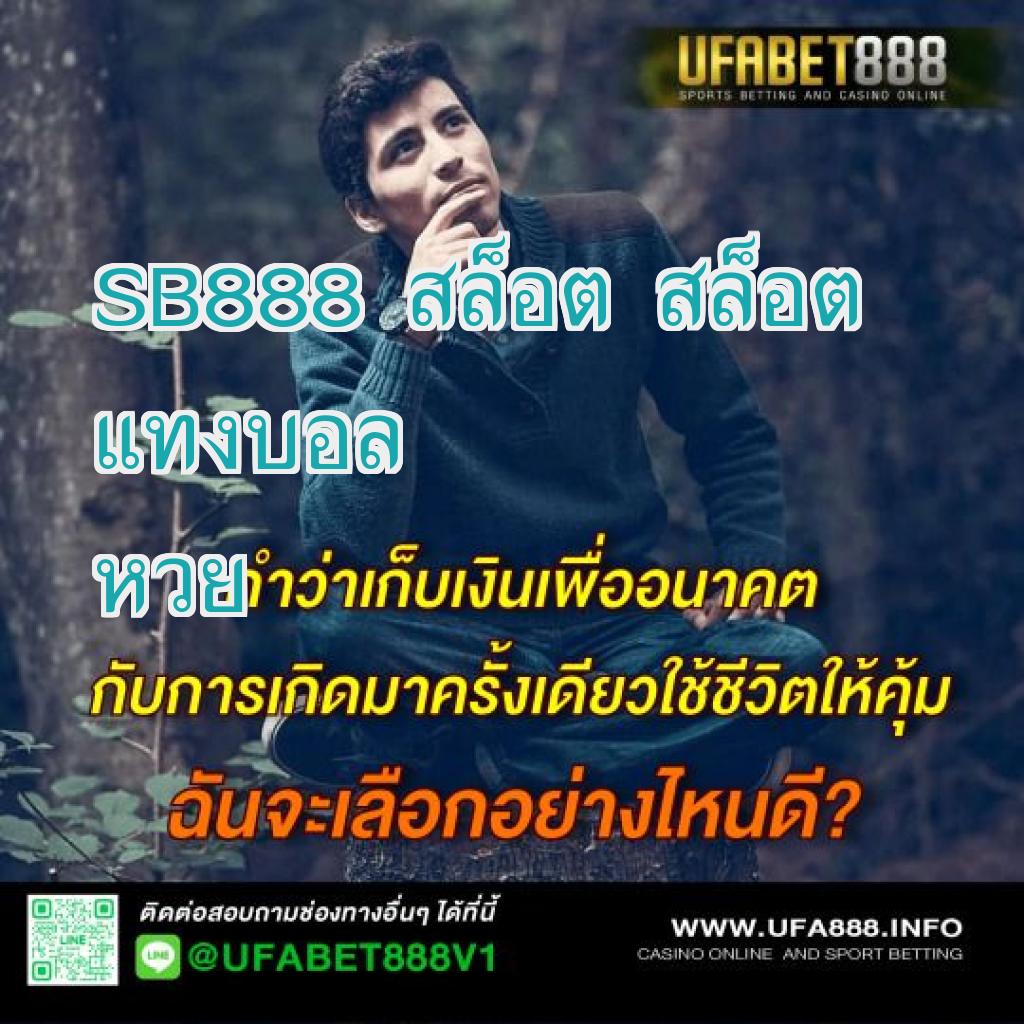 UFABET888
SPORTS BETTING AND CASINO ONLINE
SB888 สล็อต สล็อต
แทงบอล
หวย
คำว่าเก็บเงินเพื่ออนาคต
กับการเกิดมาครั้งเดียวใช้ชีวิตให้คุ้ม
ฉันจะเลือกอย่างไหนดี?
ติดต่อสอบถามช่องทางอื่นๆ ได้ที่นี้
LINE
LINE @UFABET888V1
WWW.UFA888.INFO
CASINO ONLINE AND SPORT BETTING